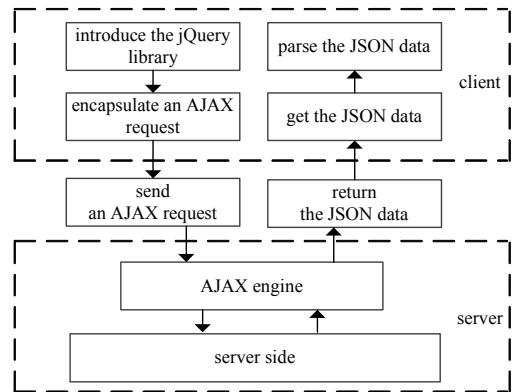 introduce the jQuery
library
parse the JSON data
client
encapsulate an AJAX
request
get the JSON data
send
an AJAX request
return
the JSON data
AJAX engine
server
server side